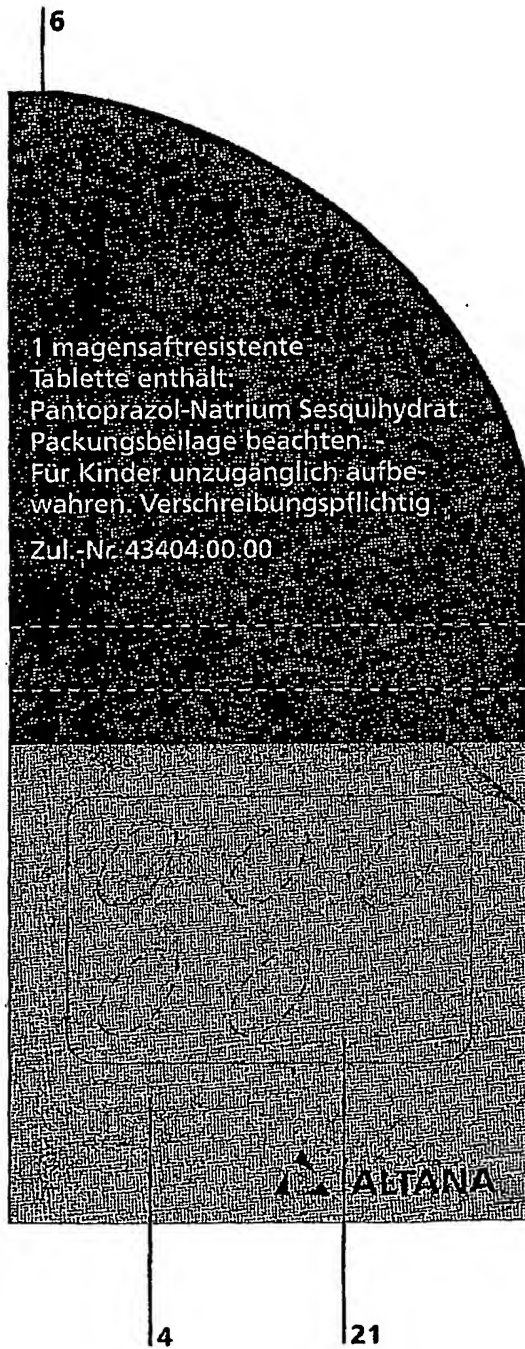 6
1 magensaftresistente
Tablette enthält:
Pantoprazol-Natrium Sesquihydrat.
Packungsbeilage beachten. -
Für Kinder unzugänglich aufbe-
wahren. Verschreibungspflichtig.
Zul.-Nr. 43404.00.00
ALTANA
4
21